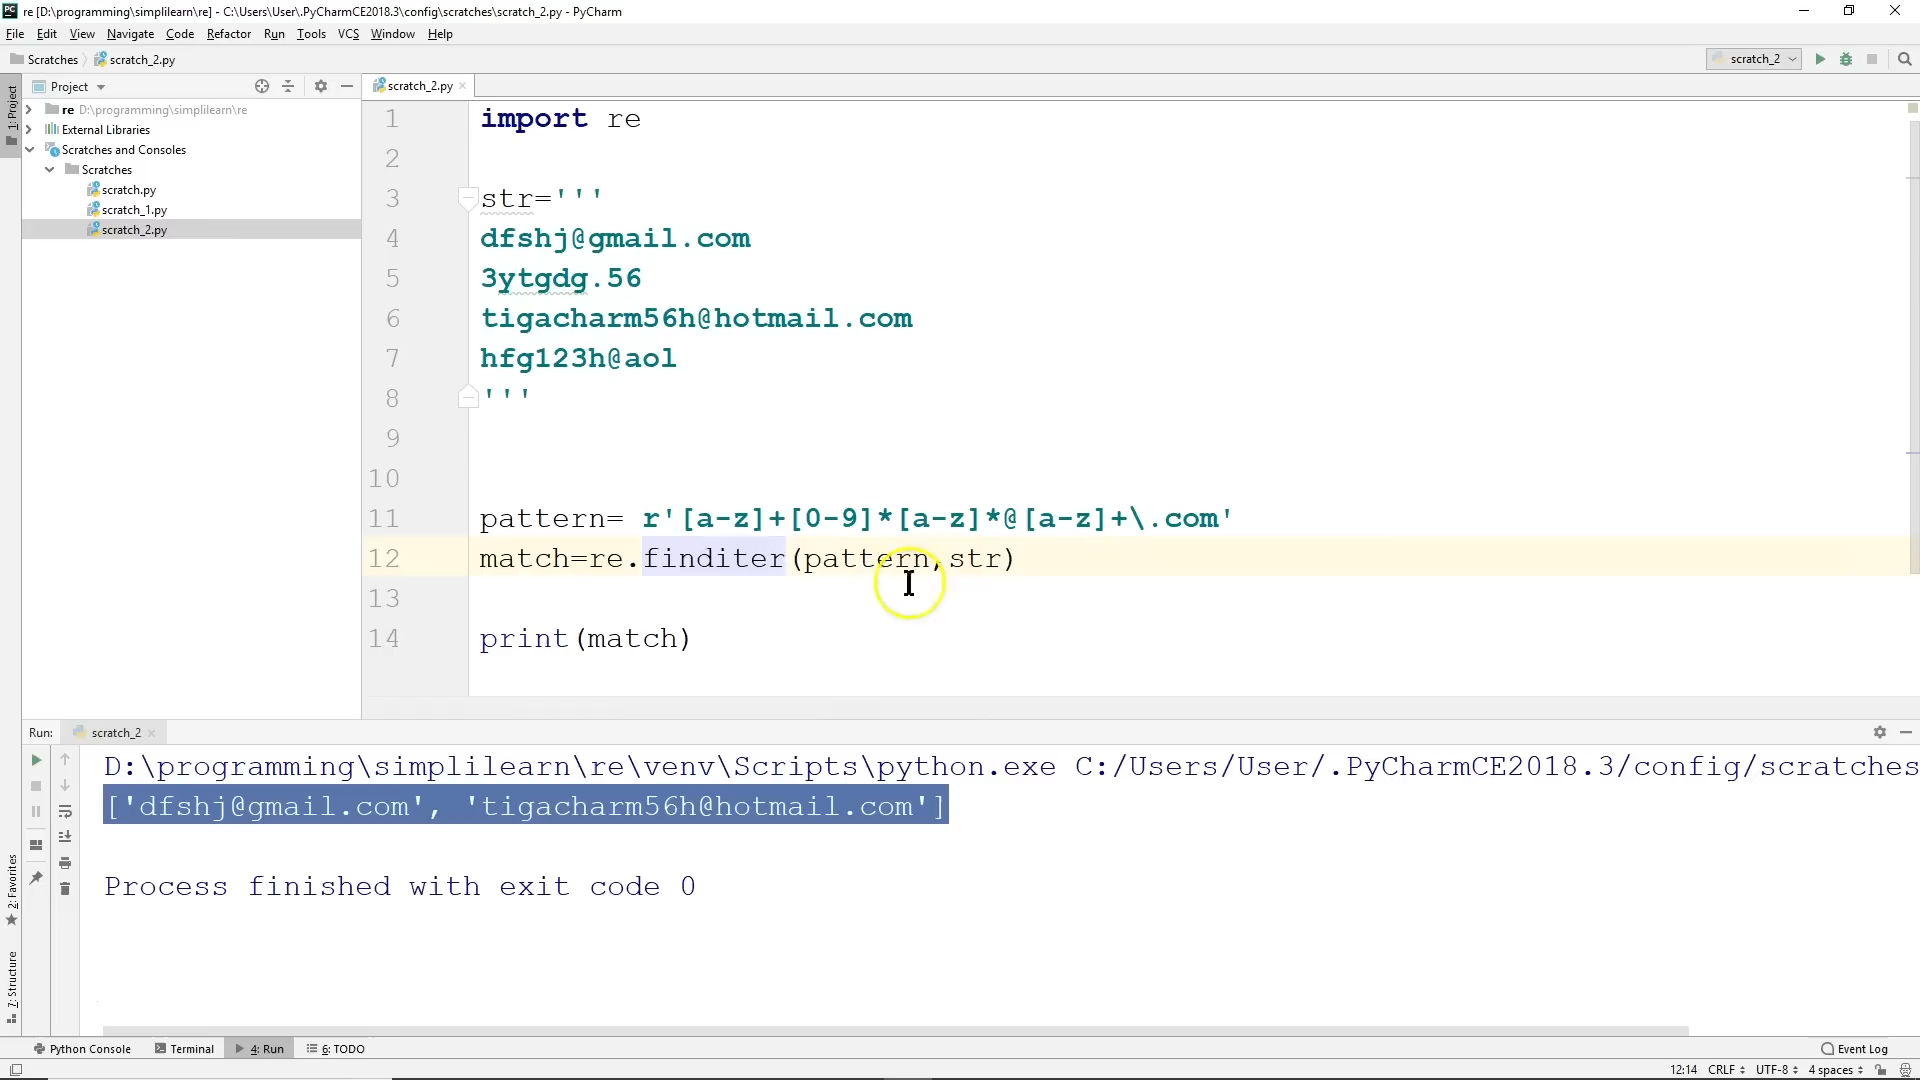 re [D:\programming\simplilearn\re] - C:\Users\User\.PyCharmCE2018.3\config\scratches\scratch_2.py - PyCharm
File Edit View Navigate Code Refactor Run Tools VCS Window Help
Scratches scratch_2.py
scratch_2
1: Project
Project
scratch_2.py
re D:\programming\simplilearn\re
External Libraries
Scratches and Consoles
Scratches
scratch.py
scratch_1.py
scratch_2.py
1 import re
2
3 str='''
4 dfshj@gmail.com
5 3ytgdg.56
6 tigacharm56h@hotmail.com
7 hfg123h@aol
8 '''
9
10
11 pattern= r'[a-z]+[0-9]*[a-z]*@[a-z]+\.com'
12 match=re.finditer(pattern,str)
13
14 print(match)
Run: scratch_2
D:\programming\simplilearn\re\venv\Scripts\python.exe C:/Users/User/.PyCharmCE2018.3/config/scratches
['dfshj@gmail.com', 'tigacharm56h@hotmail.com']
Process finished with exit code 0
2: Favorites
7: Structure
Python Console Terminal 4: Run 6: TODO
Event Log
12:14 CRLF UTF-8 4 spaces